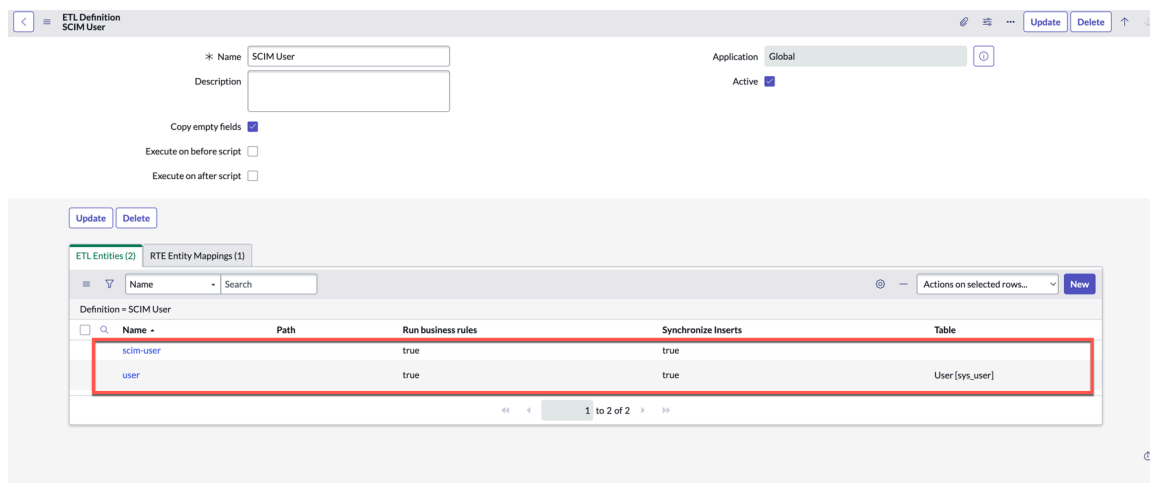 ETL Definition
SCIM User
Update Delete
Name SCIM User
Application Global
Description
Active
Copy empty fields
Execute on before script
Execute on after script
Update Delete
ETL Entities (2) RTE Entity Mappings (1)
Name Search Actions on selected rows... New
Definition = SCIM User
Name Path Run business rules Synchronize Inserts Table
scim-user true true
user true true User [sys_user]
1 to 2 of 2